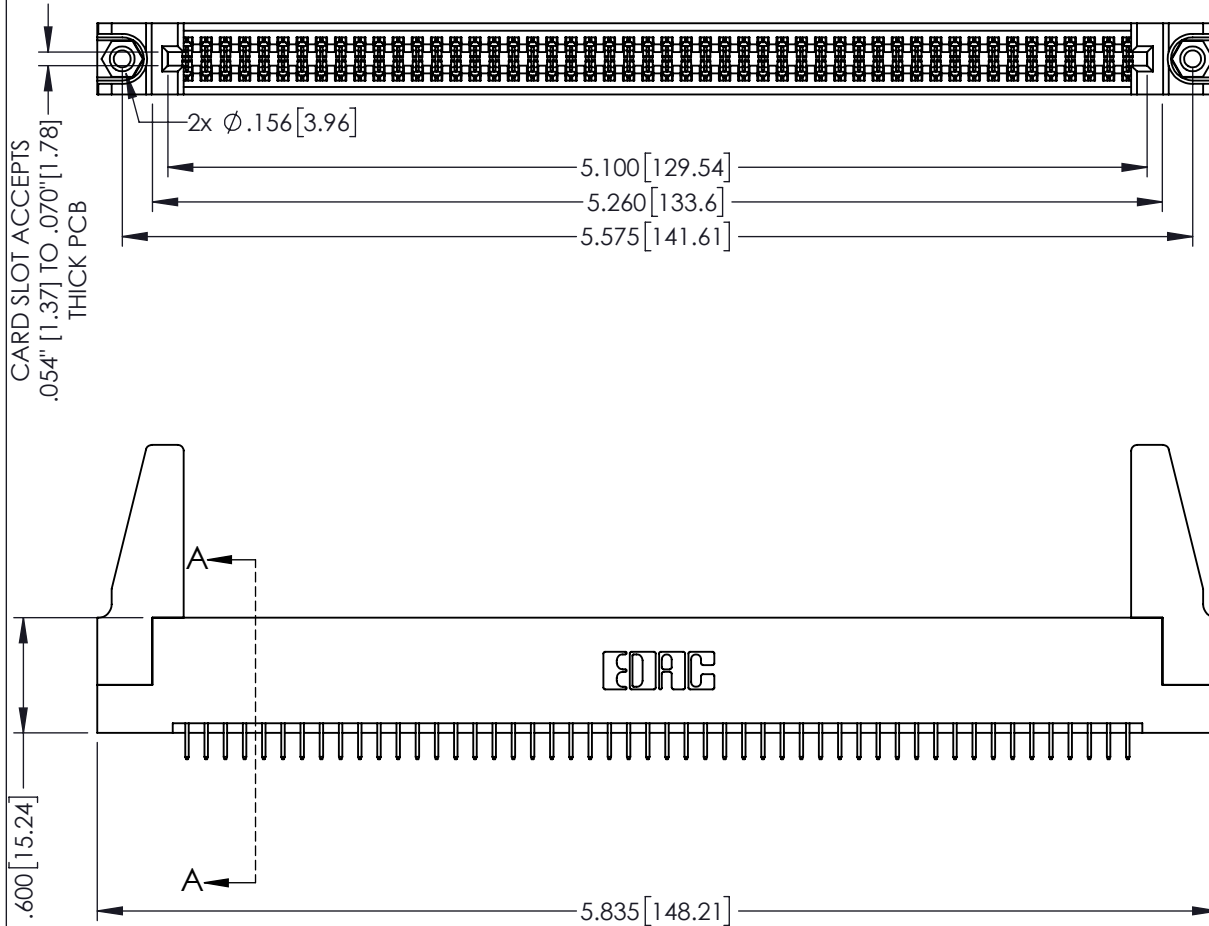 2x Ø.156[3.96]
5.100[129.54]
5.260[133.6]
5.575[141.61]
CARD SLOT ACCEPTS
.054" [1.37] TO .070"[1.78]
THICK PCB
A
EDAC
A
.600[15.24]
5.835[148.21]